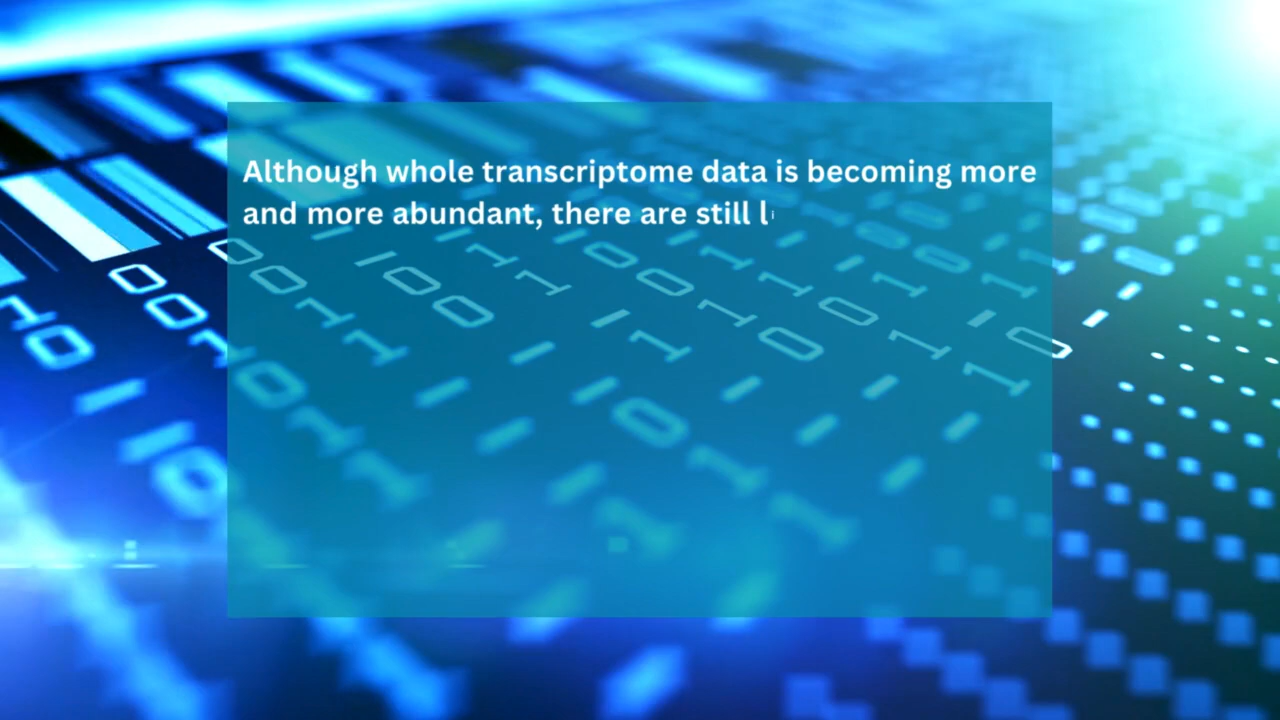 Although whole transcriptome data is becoming more
and more abundant, there are still